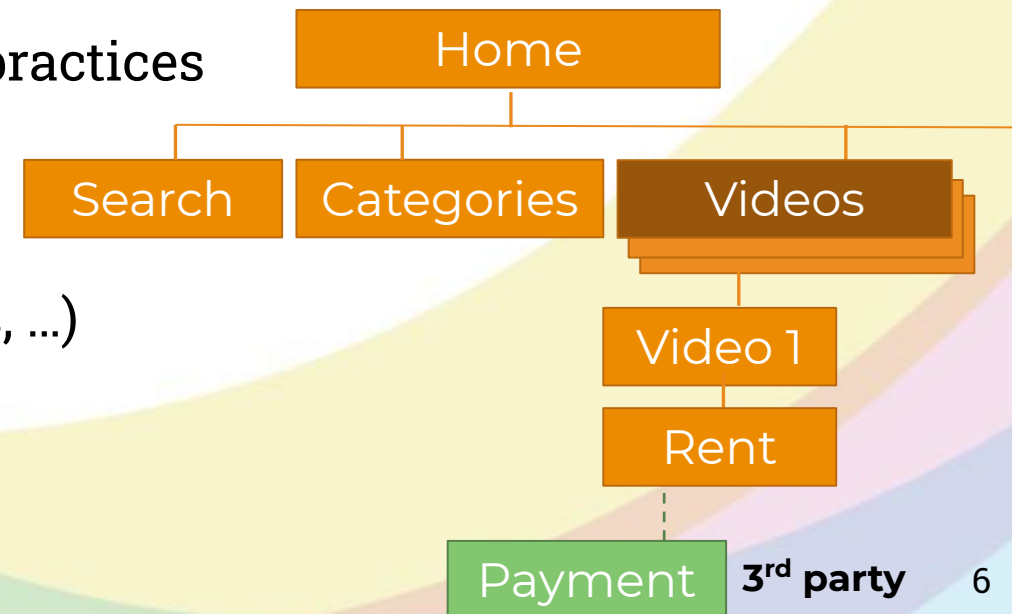 practices
Home
Search Categories Videos
, ...)
Video 1
Rent
Payment 3rd party 6